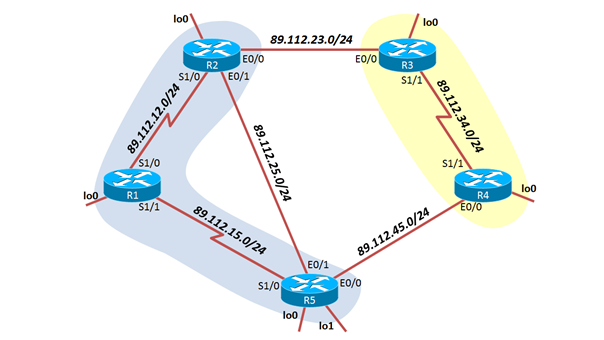 lo0
lo0
89.112.23.0/24
R2
E0/0
E0/0
R3
S1/0
E0/1
S1/1
89.112.12.0/24
89.112.34.0/24
89.112.25.0/24
S1/0
S1/1
lo0
R1
S1/1
R4
lo0
E0/0
89.112.15.0/24
89.112.45.0/24
E0/1
S1/0
E0/0
R5
lo0
lo1